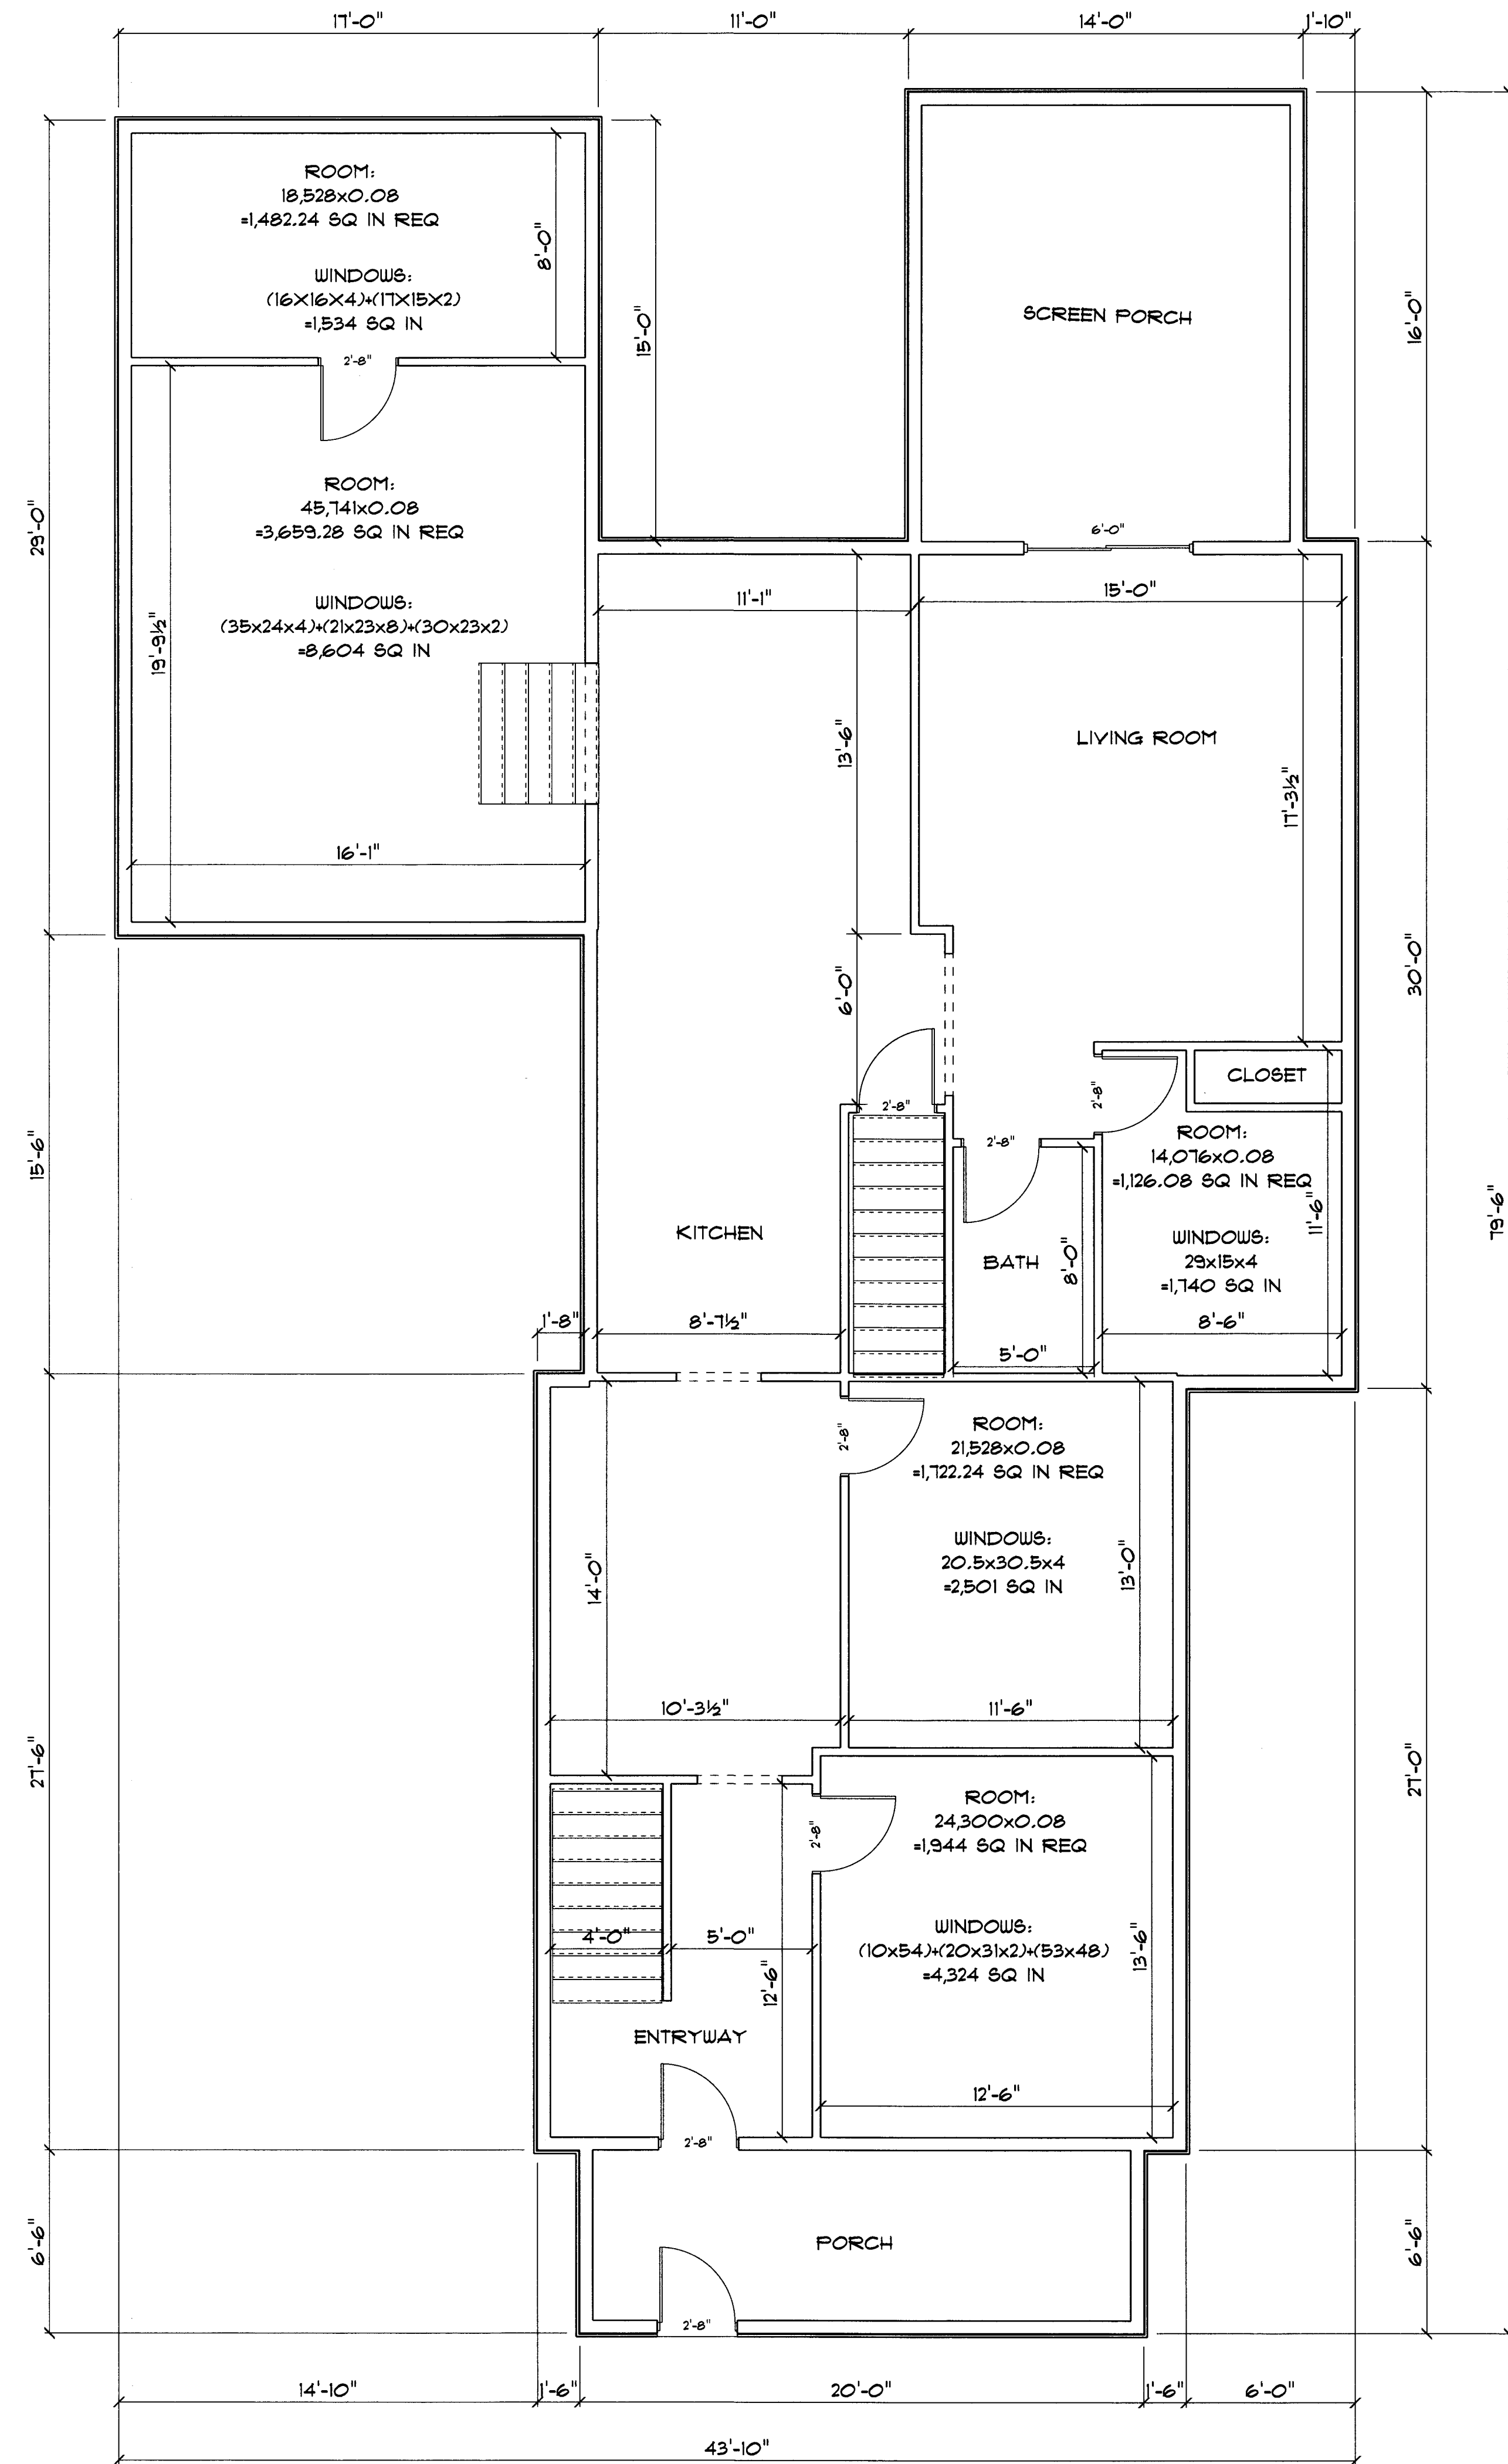 17'-0"
11'-0"
14'-0"
1'-10"
ROOM:
18,528x0.08
=1,482.24 SQ IN REQ
WINDOWS:
(16X16X4)+(17X15X2)
=1,534 SQ IN
8'-0"
2'-8"
15'-0"
SCREEN PORCH
16'-0"
29'-0"
ROOM:
45,741x0.08
=3,659.28 SQ IN REQ
WINDOWS:
(35x24x4)+(21x23x8)+(30x23x2)
=8,604 SQ IN
19'-9½"
16'-1"
6'-0"
11'-1"
15'-0"
13'-6"
LIVING ROOM
17'-3½"
30'-0"
6'-0"
2'-8"
2'-8"
CLOSET
2'-8"
ROOM:
14,076x0.08
=1,126.08 SQ IN REQ
WINDOWS:
29x15x4
=1,740 SQ IN
11'-6"
8'-6"
79'-6"
15'-6"
KITCHEN
BATH
8'-0"
1'-8"
8'-7½"
5'-0"
2'-8"
ROOM:
21,528x0.08
=1,722.24 SQ IN REQ
WINDOWS:
20.5x30.5x4
=2,501 SQ IN
14'-0"
13'-0"
10'-3½"
11'-6"
27'-6"
27'-0"
2'-8"
ROOM:
24,300x0.08
=1,944 SQ IN REQ
WINDOWS:
(10x54)+(20x31x2)+(53x48)
=4,324 SQ IN
4'-0"
5'-0"
12'-6"
13'-6"
ENTRYWAY
12'-6"
2'-8"
6'-6"
PORCH
6'-6"
2'-8"
14'-10"
1'-6"
20'-0"
1'-6"
6'-0"
43'-10"